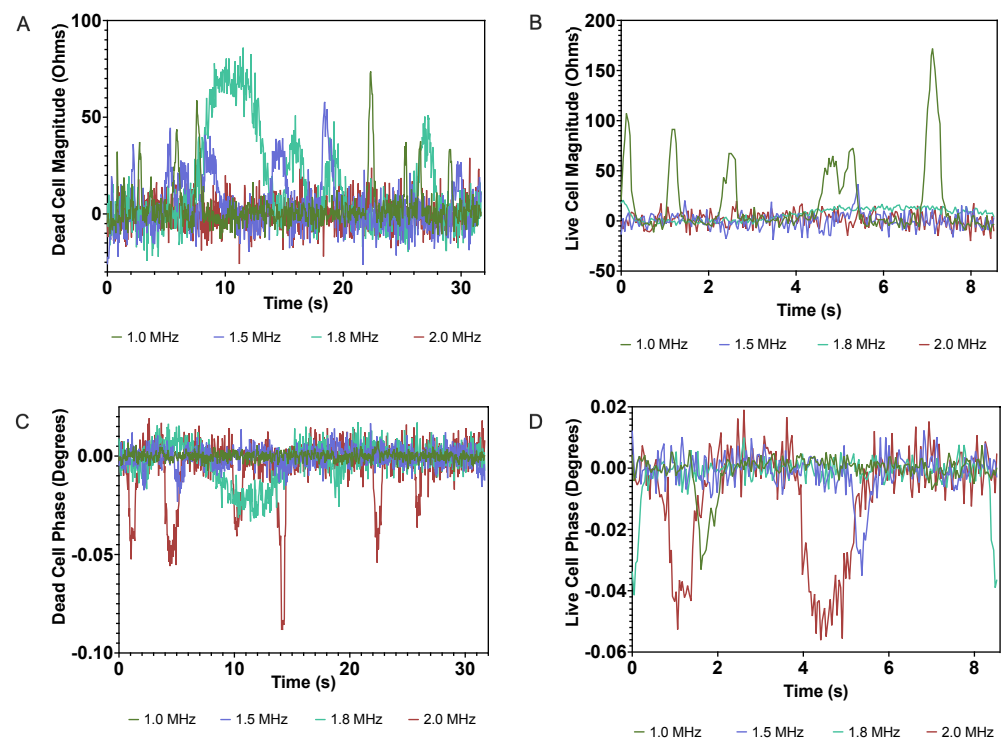 A
Dead Cell Magnitude (Ohms)
100
50
0
0 10 20 30
Time (s)
1.0 MHz 1.5 MHz 1.8 MHz 2.0 MHz
B
Live Cell Magnitude (Ohms)
200
150
100
50
0
-50
0 2 4 6 8
Time (s)
1.0 MHz 1.5 MHz 1.8 MHz 2.0 MHz
C
Dead Cell Phase (Degrees)
0.00
-0.05
-0.10
0 10 20 30
Time (s)
1.0 MHz 1.5 MHz 1.8 MHz 2.0 MHz
D
Live Cell Phase (Degrees)
0.02
0.00
-0.02
-0.04
-0.06
0 2 4 6 8
Time (s)
1.0 MHz 1.5 MHz 1.8 MHz 2.0 MHz